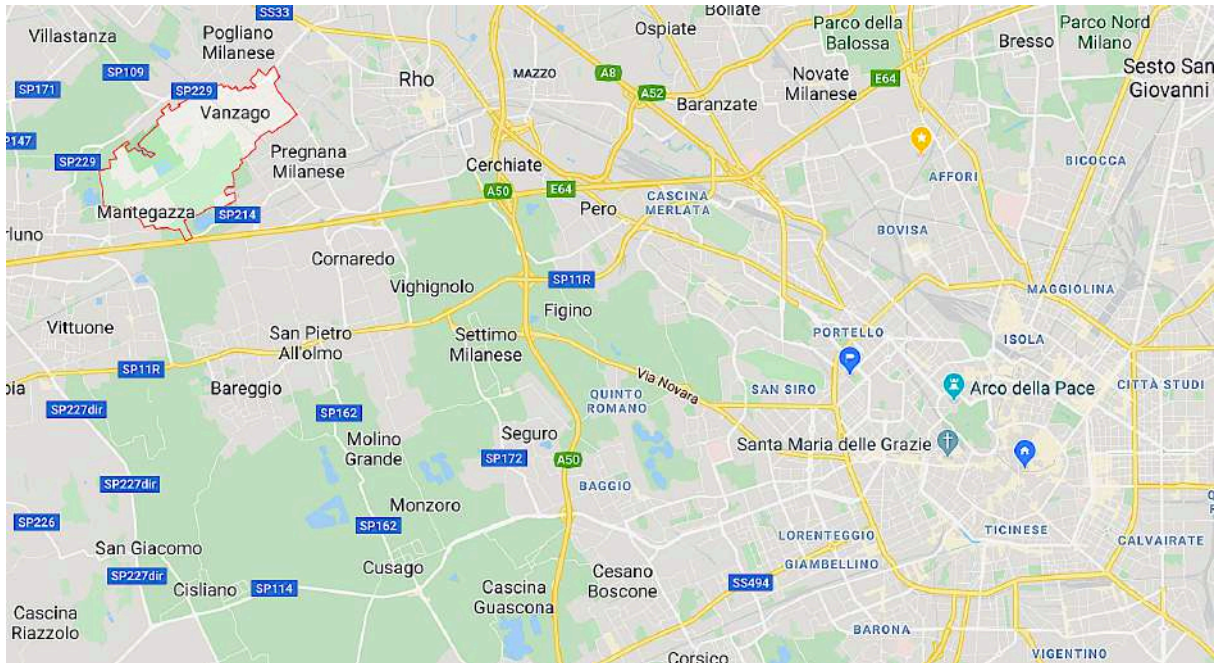 SS33
Bollate
Villastanza
Pogliano
Milanese
Ospiate
Parco della
Balossa
Parco Nord
Milano
Bresso
Sesto San
Giovanni
SP109
SP171
SP229
Rho
MAZZO
A8
A52
Baranzate
Novate
Milanese
E64
Vanzago
SP229
Pregnana
Milanese
Cerchiate
A50
E64
Pero
CASCINA
MERLATA
AFFORI
BICOCCA
Mantegazza
SP214
BOVISA
Cornaredo
Vighignolo
SP11R
Figino
MAGGIOLINA
Vittuone
San Pietro
All'olmo
Settimo
Milanese
PORTELLO
ISOLA
SP11R
Bareggio
Via Novara
SAN SIRO
Arco della Pace
CITTÀ STUDI
SP227dir
SP162
QUINTO
ROMANO
Molino
Grande
Seguro
SP172
A50
Santa Maria delle Grazie
SP227dir
BAGGIO
Monzoro
SP226
SP162
LORENTEGGIO
TICINESE
San Giacomo
GIAMBELLINO
CALVAIRATE
SP227dir
Cisliano
SP114
Cusago
Cascina
Guascona
Cesano
Boscone
SS494
Cascina
Riazzolo
BARONA
Corsico
VIGENTINO